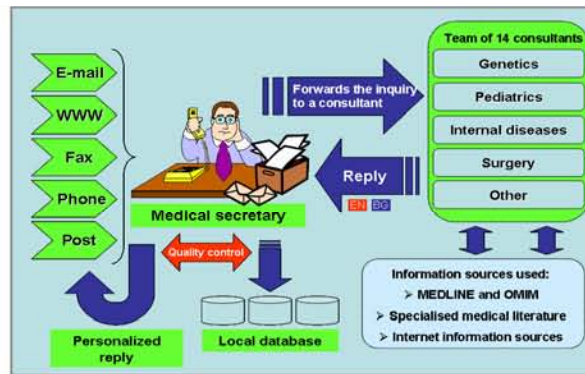 E-mail
WWW
Fax
Phone
Post
Medical secretary
Forwards the inquiry
to a consultant
Reply
EN BG
Team of 14 consultants
Genetics
Pediatrics
Internal diseases
Surgery
Other
Quality control
Personalized
reply
Local database
Information sources used:
➢ MEDLINE and OMIM
➢ Specialised medical literature
➢ Internet information sources